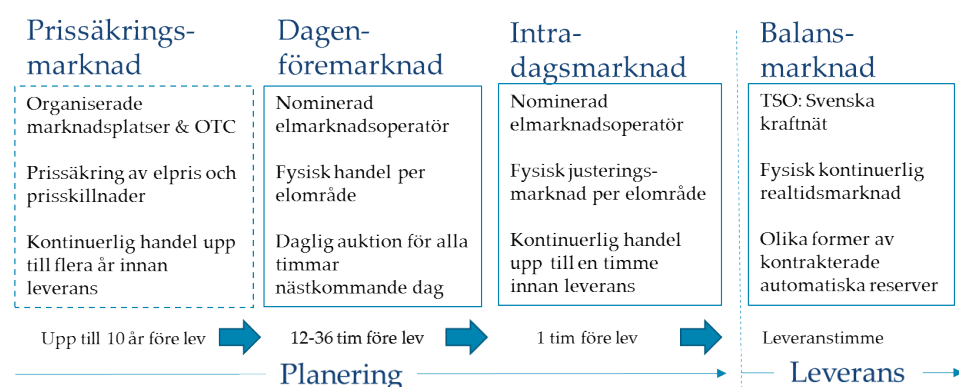 Prissäkrings-
marknad
Organiserade
marknadsplatser & OTC
Prissäkring av elpris och
prisskillnader
Kontinuerlig handel upp
till flera år innan
leverans
Upp till 10 år före lev
Dagen-
föremarknad
Nominerad
elmarknadsoperatör
Fysisk handel per
elområde
Daglig auktion för alla
timmar
nästkommande dag
12-36 tim före lev
Intra-
dagsmarknad
Nominerad
elmarknadsoperatör
Fysisk justerings-
marknad per elområde
Kontinuerlig handel
upp till en timme
innan leverans
1 tim före lev
Balans-
marknad
TSO: Svenska
kraftnät
Fysisk kontinuerlig
realtidsmarknad
Olika former av
kontrakterade
automatiska reserver
Leveranstimme
Planering
Leverans